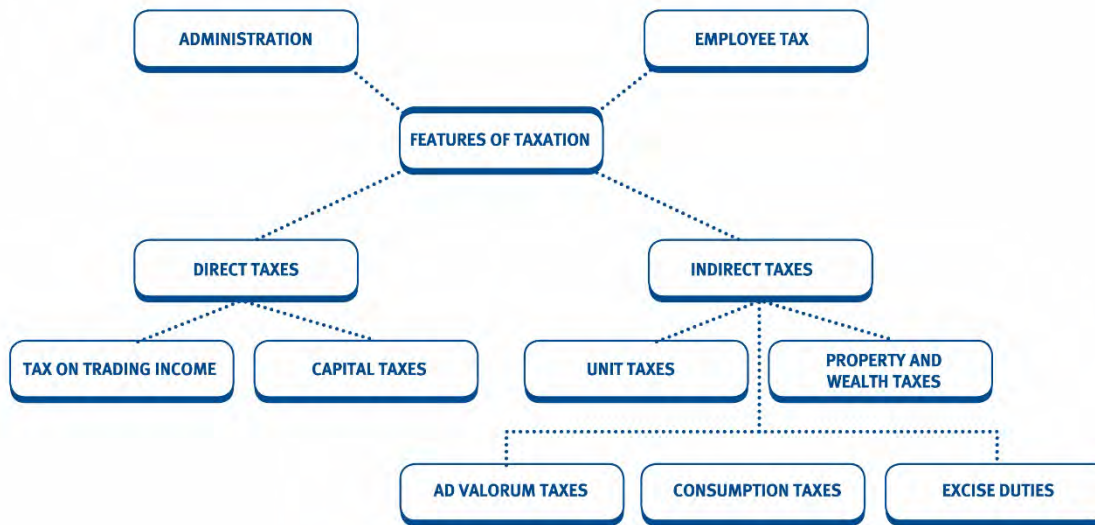 ADMINISTRATION
EMPLOYEE TAX
FEATURES OF TAXATION
DIRECT TAXES
INDIRECT TAXES
TAX ON TRADING INCOME
CAPITAL TAXES
UNIT TAXES
PROPERTY AND
WEALTH TAXES
AD VALORUM TAXES
CONSUMPTION TAXES
EXCISE DUTIES